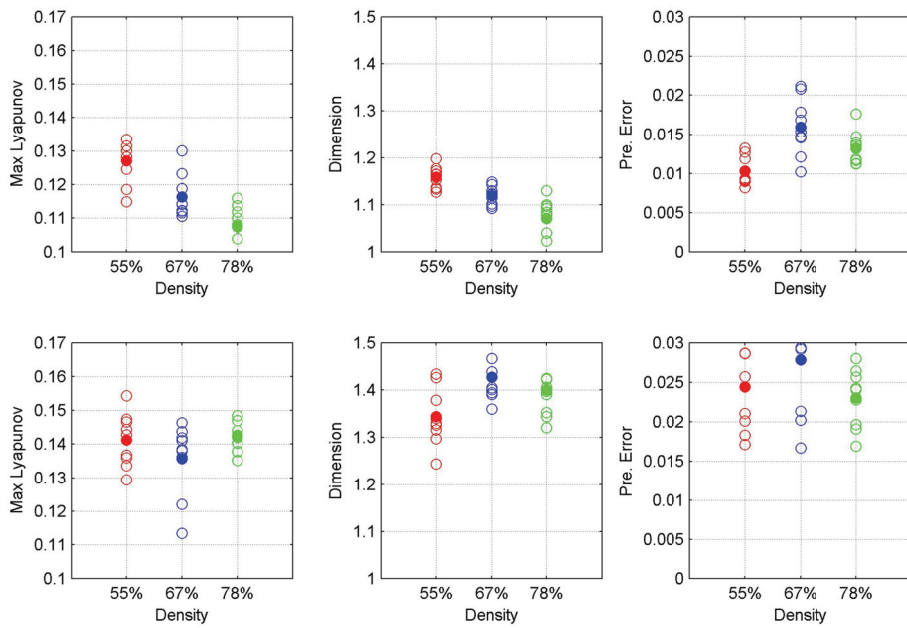 0.17
0.16
0.15
0.14
0.13
0.12
0.11
0.1
Max Lyapunov
55% 67% 78%
Density
1.5
1.4
1.3
1.2
1.1
1
Dimension
55% 67% 78%
Density
0.03
0.025
0.02
0.015
0.01
0.005
0
Pre. Error
55% 67% 78%
Density
0.17
0.16
0.15
0.14
0.13
0.12
0.11
0.1
Max Lyapunov
55% 67% 78%
Density
1.5
1.4
1.3
1.2
1.1
1
Dimension
55% 67% 78%
Density
0.03
0.025
0.02
0.015
0.01
0.005
0
Pre. Error
55% 67% 78%
Density